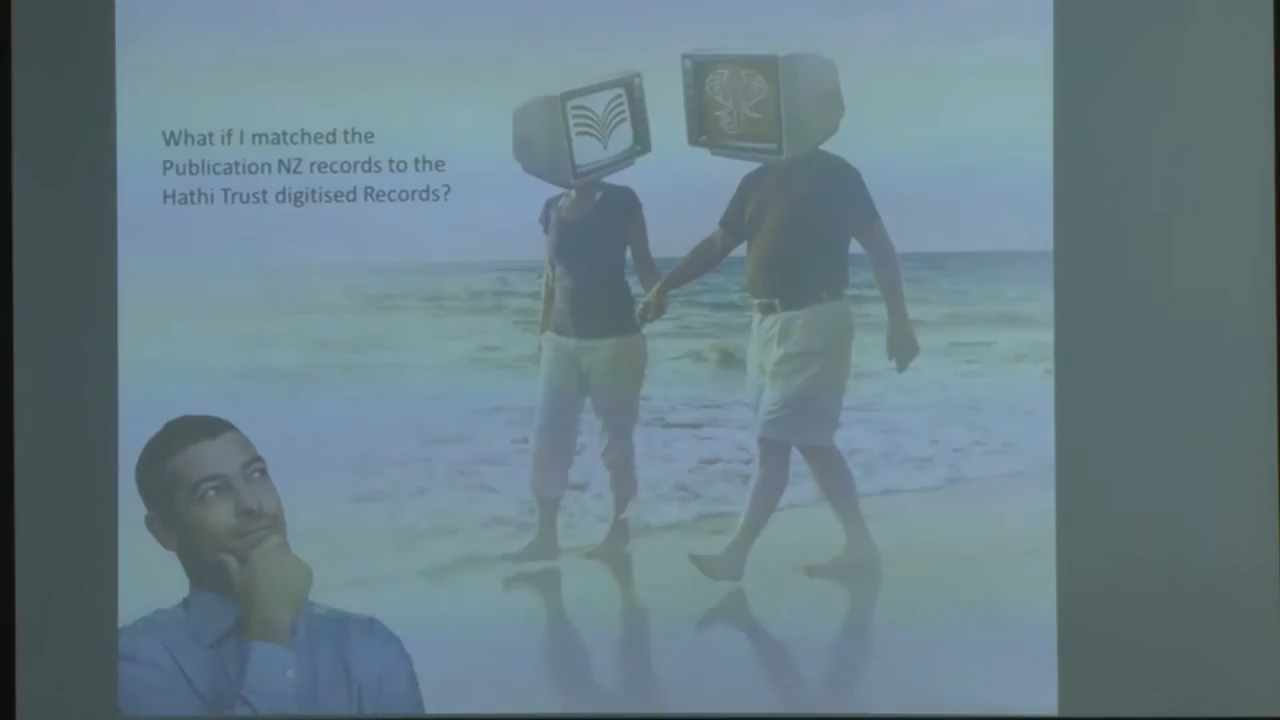 What if I matched the
Publication NZ records to the
Hathi Trust digitised Records?